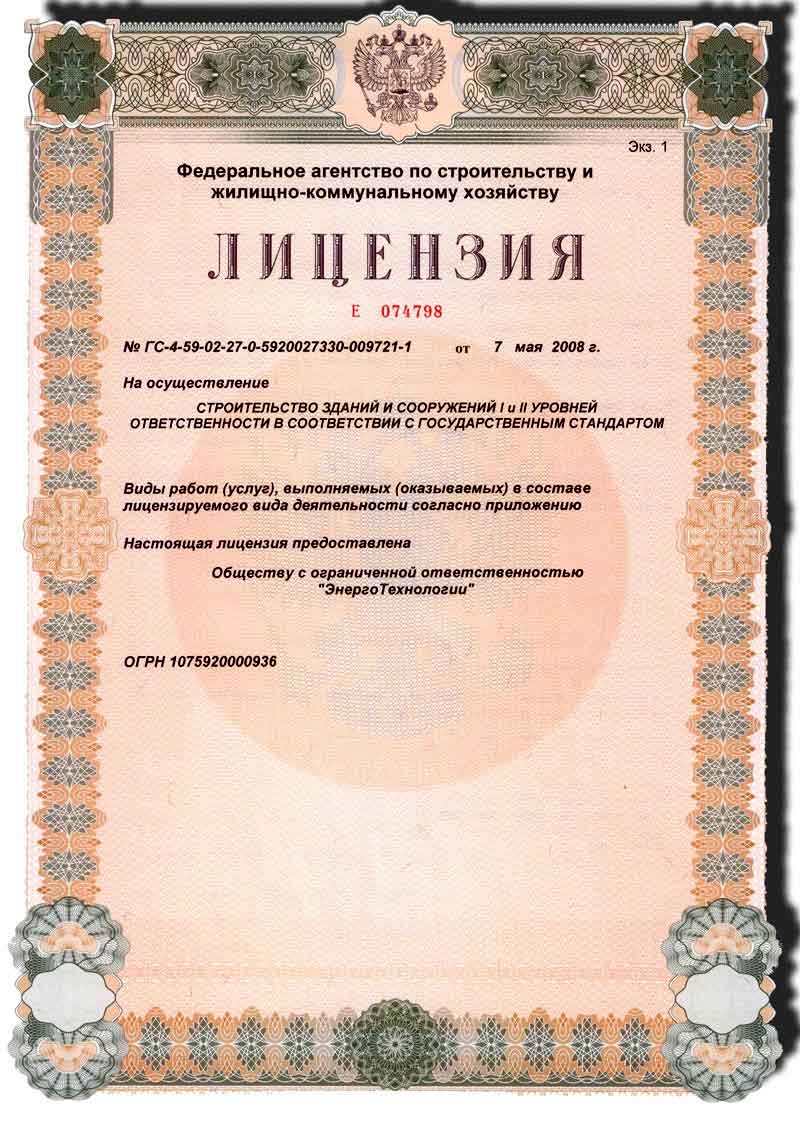 Экз. 1
Федеральное агентство по строительству и
жилищно-коммунальному хозяйству
ЛИЦЕНЗИЯ
Е 074798
№ ГС-4-59-02-27-0-5920027330-009721-1 от 7 мая 2008 г.
На осуществление
СТРОИТЕЛЬСТВО ЗДАНИЙ И СООРУЖЕНИЙ I и II УРОВНЕЙ
ОТВЕТСТВЕННОСТИ В СООТВЕТСТВИИ С ГОСУДАРСТВЕННЫМ СТАНДАРТОМ
Виды работ (услуг), выполняемых (оказываемых) в составе
лицензируемого вида деятельности согласно приложению
Настоящая лицензия предоставлена
Обществу с ограниченной ответственностью
"ЭнергоТехнологии"
ОГРН 1075920000936